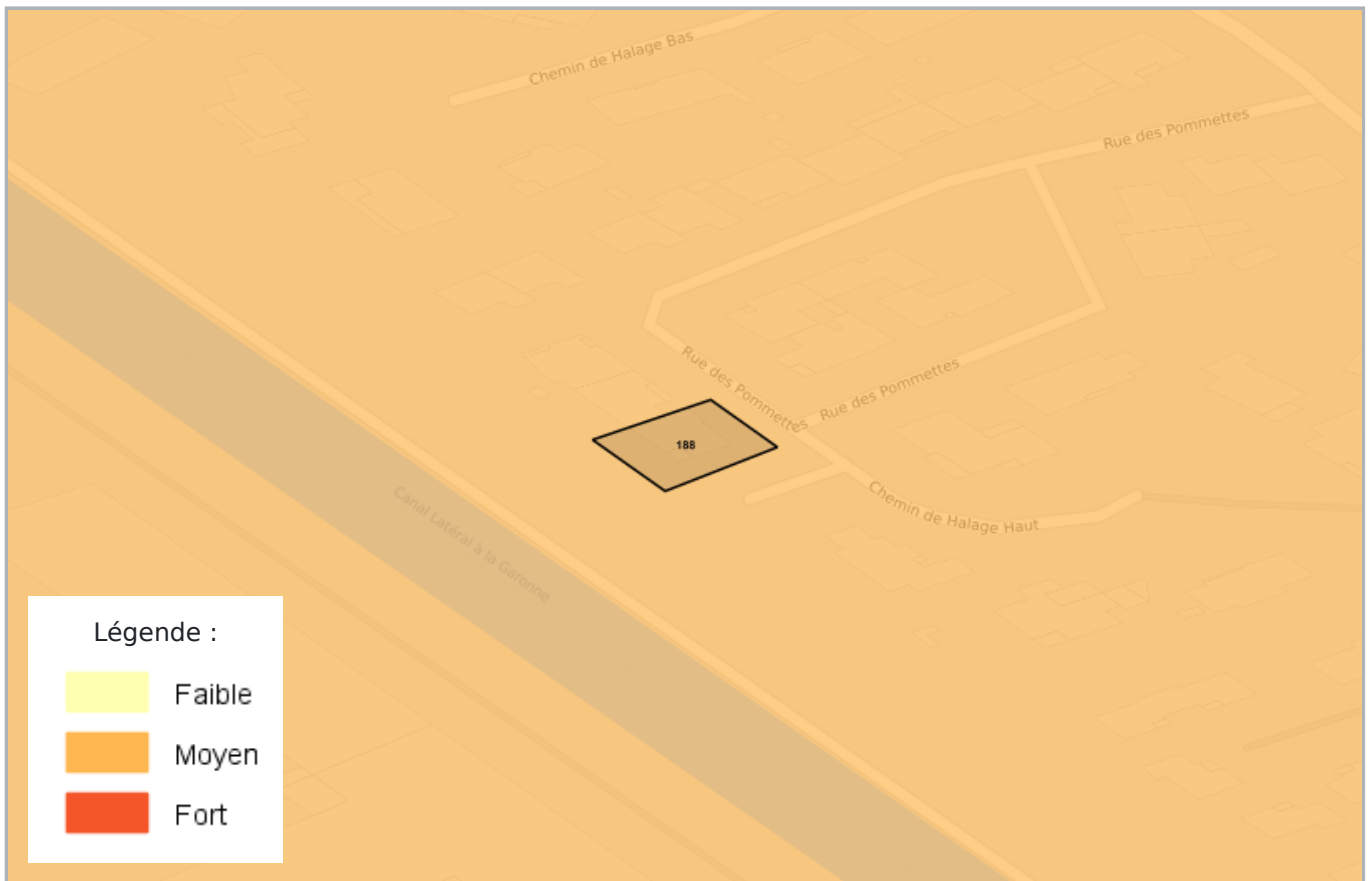 Chemin de Halage Bas
Rue des Pommettes
Rue des Pommettes
Rue des Pommettes
188
Chemin de Halage Haut
Canal Latéral à la Garonne
Légende :
Faible
Moyen
Fort